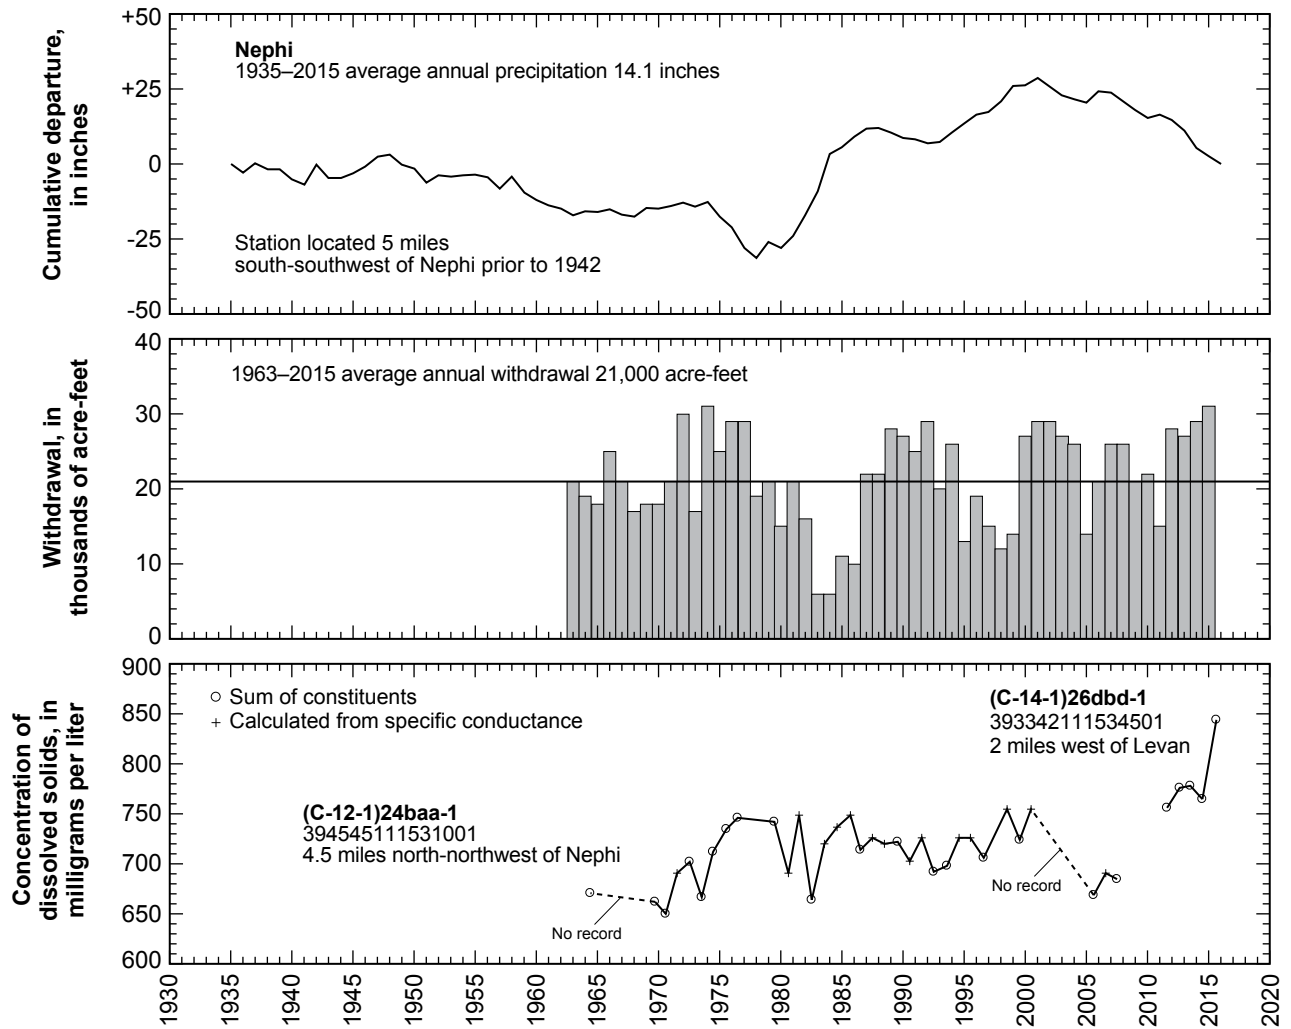 Cumulative departure,
in inches
+50
+25
0
-25
-50
Nephi
1935–2015 average annual precipitation 14.1 inches
Station located 5 miles
south-southwest of Nephi prior to 1942
Withdrawal, in
thousands of acre-feet
40
30
20
10
0
1963–2015 average annual withdrawal 21,000 acre-feet
Concentration of
dissolved solids, in
milligrams per liter
900
850
800
750
700
650
600
Sum of constituents
+ Calculated from specific conductance
(C-12-1)24baa-1
394545111531001
4.5 miles north-northwest of Nephi
No record
(C-14-1)26dbd-1
393342111534501
2 miles west of Levan
No record
1930
1935
1940
1945
1950
1955
1960
1965
1970
1975
1980
1985
1990
1995
2000
2005
2010
2015
2020